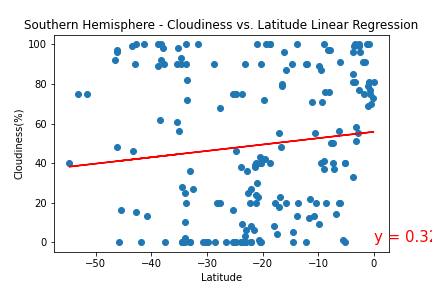 Southern Hemisphere - Cloudiness vs. Latitude Linear Regression
100
80
60
40
20
0
Cloudiness(%)
y = 0.32
−50 −40 −30 −20 −10 0
Latitude